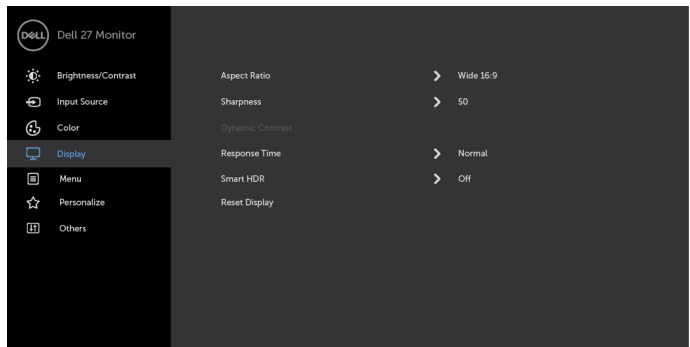 DELL Dell 27 Monitor
Brightness/Contrast
Input Source
Color
Display
Menu
Personalize
Others
Aspect Ratio Wide 16:9
Sharpness 50
Dynamic Contrast
Response Time Normal
Smart HDR Off
Reset Display